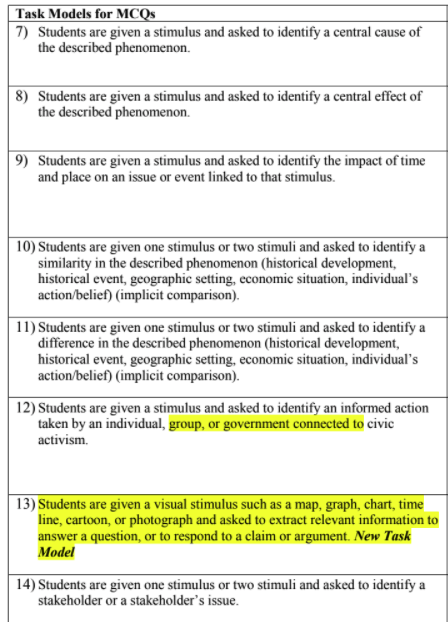 Task Models for MCQs
7) Students are given a stimulus and asked to identify a central cause of
the described phenomenon.
8) Students are given a stimulus and asked to identify a central effect of
the described phenomenon.
9) Students are given a stimulus and asked to identify the impact of time
and place on an issue or event linked to that stimulus.
10) Students are given one stimulus or two stimuli and asked to identify a
similarity in the described phenomenon (historical development,
historical event, geographic setting, economic situation, individual's
action/belief) (implicit comparison).
11) Students are given one stimulus or two stimuli and asked to identify a
difference in the described phenomenon (historical development,
historical event, geographic setting, economic situation, individual's
action/belief) (implicit comparison).
12) Students are given a stimulus and asked to identify an informed action
taken by an individual, group, or government connected to civic
activism.
13) Students are given a visual stimulus such as a map, graph, chart, time
line, cartoon, or photograph and asked to extract relevant information to
answer a question, or to respond to a claim or argument. New Task
Model
14) Students are given one stimulus or two stimuli and asked to identify a
stakeholder or a stakeholder's issue.